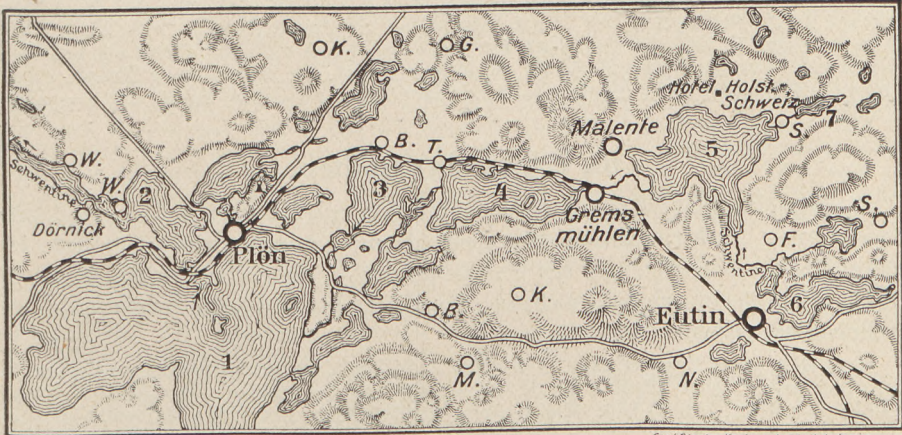 K.
G.
Hotel Holst.
Schweiz
S.
7
Malente
B.
T.
5
W.
Schwentine
W.
2
3
4
Dörnick
Grems
mühlen
S.
F.
Plön
Schwentine
K.
6
B.
Eutin
1
M.
N.